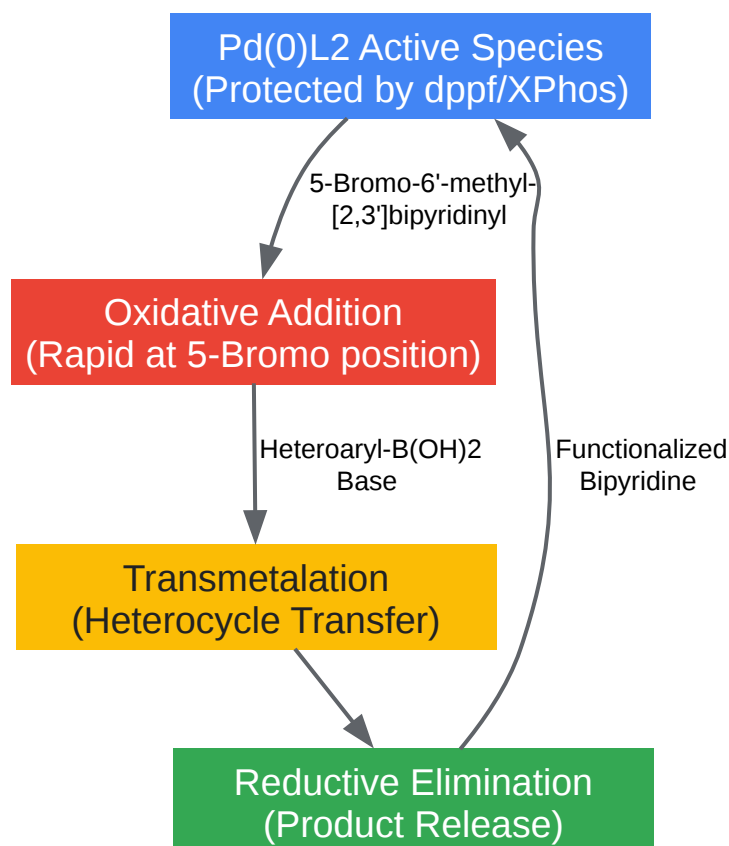 Pd(0)L2 Active Species
(Protected by dppf/XPhos)
5-Bromo-6'-methyl-
[2,3']bipyridinyl
Oxidative Addition
(Rapid at 5-Bromo position)
Heteroaryl-B(OH)2
Base
Functionalized
Bipyridine
Transmetalation
(Heterocycle Transfer)
Reductive Elimination
(Product Release)